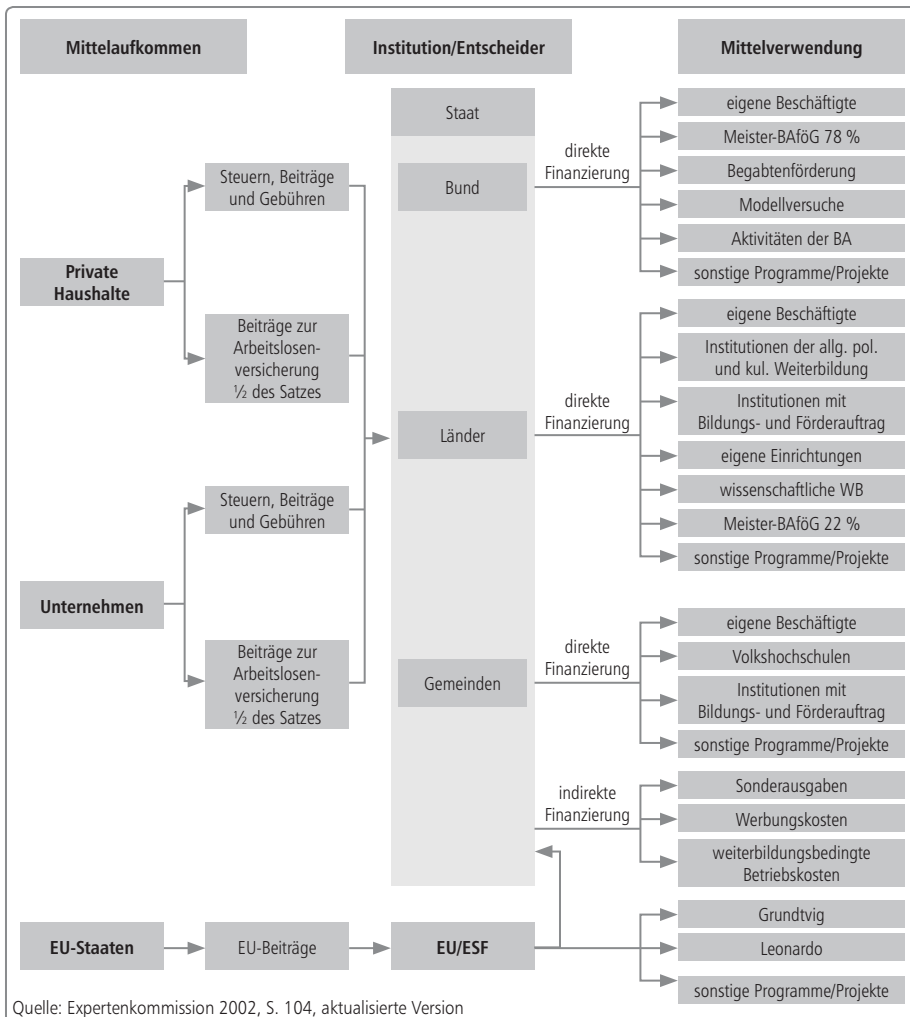 Mittelaufkommen
Institution/Entscheider
Mittelverwendung
Private
Haushalte
Steuern, Beiträge
und Gebühren
Beiträge zur
Arbeitslosen-
versicherung
½ des Satzes
Unternehmen
Steuern, Beiträge
und Gebühren
Beiträge zur
Arbeitslosen-
versicherung
½ des Satzes
Staat
Bund
direkte
Finanzierung
eigene Beschäftigte
Meister-BAföG 78 %
Begabtenförderung
Modellversuche
Aktivitäten der BA
sonstige Programme/Projekte
Länder
direkte
Finanzierung
eigene Beschäftigte
Institutionen der allg. pol.
und kul. Weiterbildung
Institutionen mit
Bildungs- und Förderauftrag
eigene Einrichtungen
wissenschaftliche WB
Meister-BAföG 22 %
sonstige Programme/Projekte
Gemeinden
direkte
Finanzierung
eigene Beschäftigte
Volkshochschulen
Institutionen mit
Bildungs- und Förderauftrag
sonstige Programme/Projekte
indirekte
Finanzierung
Sonderausgaben
Werbungskosten
weiterbildungsbedingte
Betriebskosten
EU-Staaten
EU-Beiträge
EU/ESF
Grundtvig
Leonardo
sonstige Programme/Projekte
Quelle: Expertenkommission 2002, S. 104, aktualisierte Version